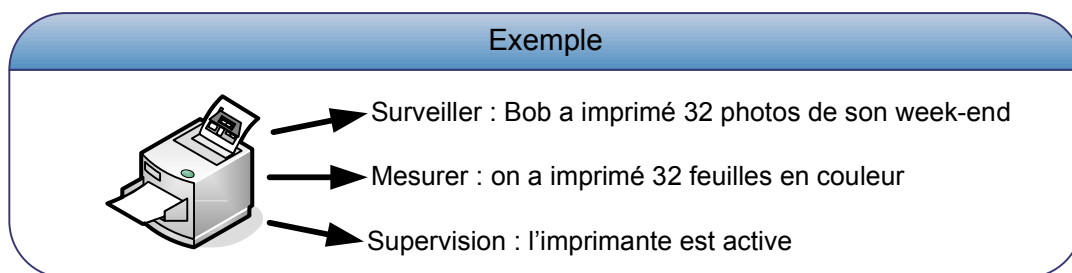 Exemple
Surveiller : Bob a imprimé 32 photos de son week-end
Mesurer : on a imprimé 32 feuilles en couleur
Supervision : l’imprimante est active